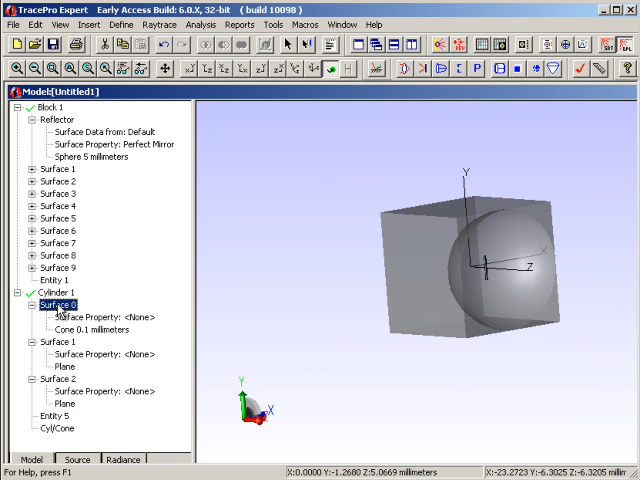 TracePro Expert    Early Access Build: 6.0.X, 32-bit    ( build 10098 )
File Edit View Insert Define Raytrace Analysis Reports Tools Macros Window Help
Model:[Untitled1]
Block 1
Reflector
Surface Data from: Default
Surface Property: Perfect Mirror
Sphere 5 millimeters
Surface 1
Surface 2
Surface 3
Surface 4
Surface 5
Surface 6
Surface 7
Surface 8
Surface 9
Entity 1
Cylinder 1
Surface 0
Surface Property: <None>
Cone 0.1 millimeters
Surface 1
Surface Property: <None>
Plane
Surface 2
Surface Property: <None>
Plane
Entity 5
Cyl/Cone
Y
X
Z
Y
X
Model Source Radiance
For Help, press F1
X:0.0000 Y:-1.2680 Z:5.0669 millimeters
X:-23.2723 Y:-6.3025 Z:-6.3205 millim